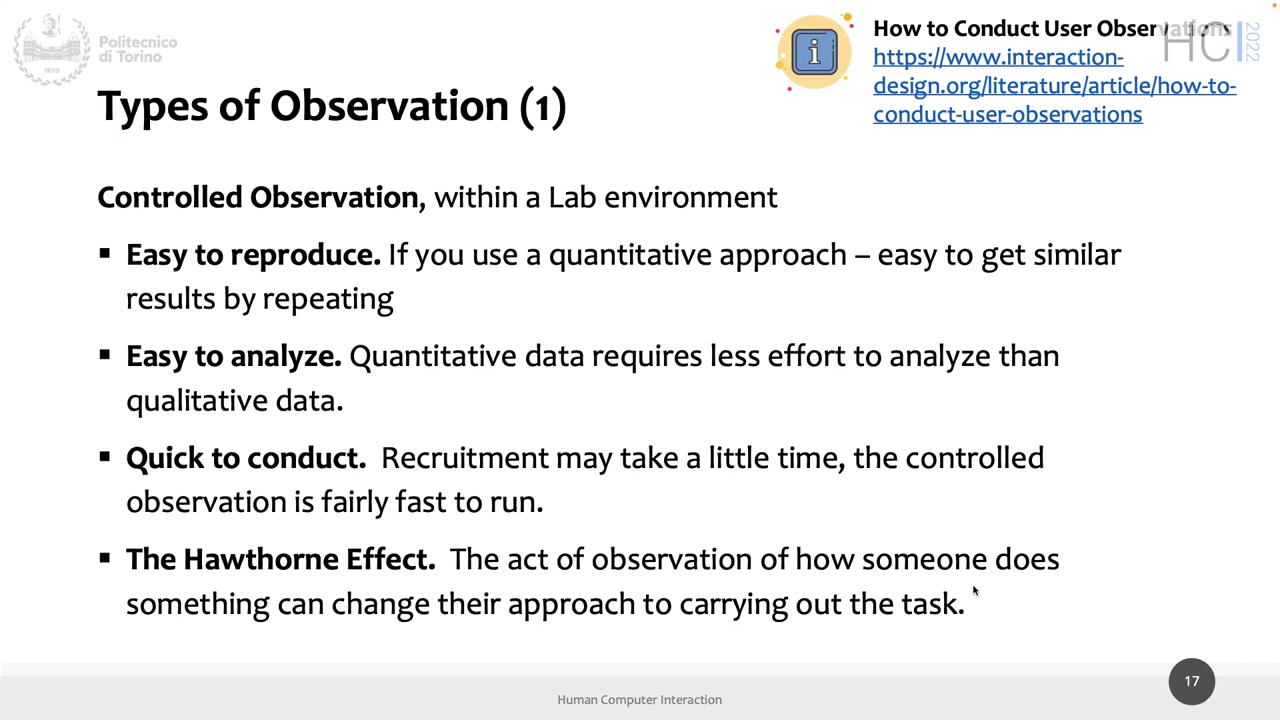 Politecnico
di Torino
1859
How to Conduct User Observations
https://www.interaction-
design.org/literature/article/how-to-
conduct-user-observations
HCI 2022
Types of Observation (1)
Controlled Observation, within a Lab environment
▪ Easy to reproduce. If you use a quantitative approach – easy to get similar
results by repeating
▪ Easy to analyze. Quantitative data requires less effort to analyze than
qualitative data.
▪ Quick to conduct. Recruitment may take a little time, the controlled
observation is fairly fast to run.
▪ The Hawthorne Effect. The act of observation of how someone does
something can change their approach to carrying out the task.
17
Human Computer Interaction